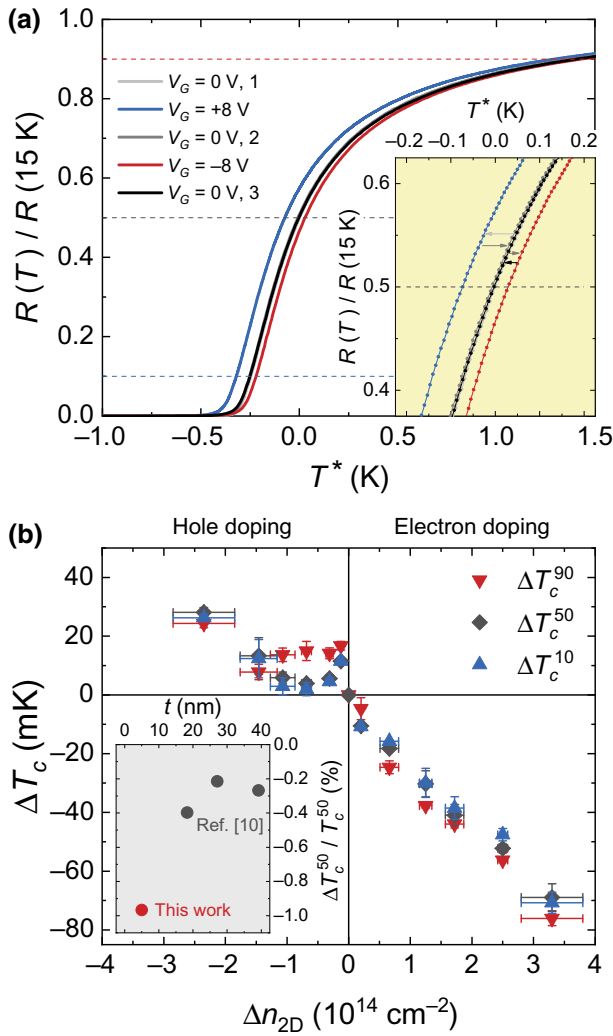 (a)
1.0
0.8
0.6
0.4
0.2
0.0
R (T) / R (15 K)
V_G = 0 V, 1
V_G = +8 V
V_G = 0 V, 2
V_G = –8 V
V_G = 0 V, 3
T* (K)
−0.2 −0.1 0.0 0.1 0.2
0.6
0.5
0.4
R (T) / R (15 K)
−1.0 −0.5 0.0 0.5 1.0 1.5
T* (K)
(b)
Hole doping Electron doping
40
20
0
−20
−40
−60
−80
ΔT_c (mK)
ΔT_c^90
ΔT_c^50
ΔT_c^10
t (nm)
0 10 20 30 40
0.0
−0.2
−0.4
−0.6
−0.8
−1.0
ΔT_c^50 / T_c^50 (%)
Ref. [10]
This work
−4 −3 −2 −1 0 1 2 3 4
Δn_2D (10^14 cm^−2)